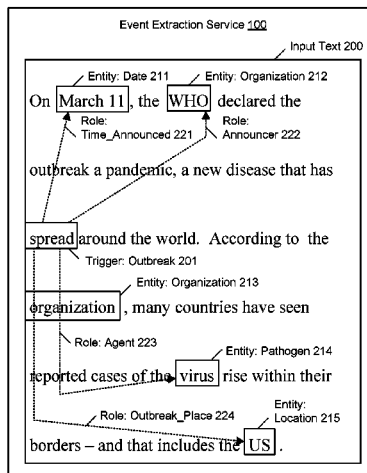 Event Extraction Service 100
Input Text 200
Entity: Date 211
Entity: Organization 212
On March 11, the WHO declared the
Role:
Time_Announced 221
Role:
Announcer 222
outbreak a pandemic, a new disease that has
spread around the world. According to the
Trigger: Outbreak 201
Entity: Organization 213
organization , many countries have seen
Role: Agent 223
Entity: Pathogen 214
reported cases of the virus rise within their
Role: Outbreak_Place 224
Entity:
Location 215
borders – and that includes the US .